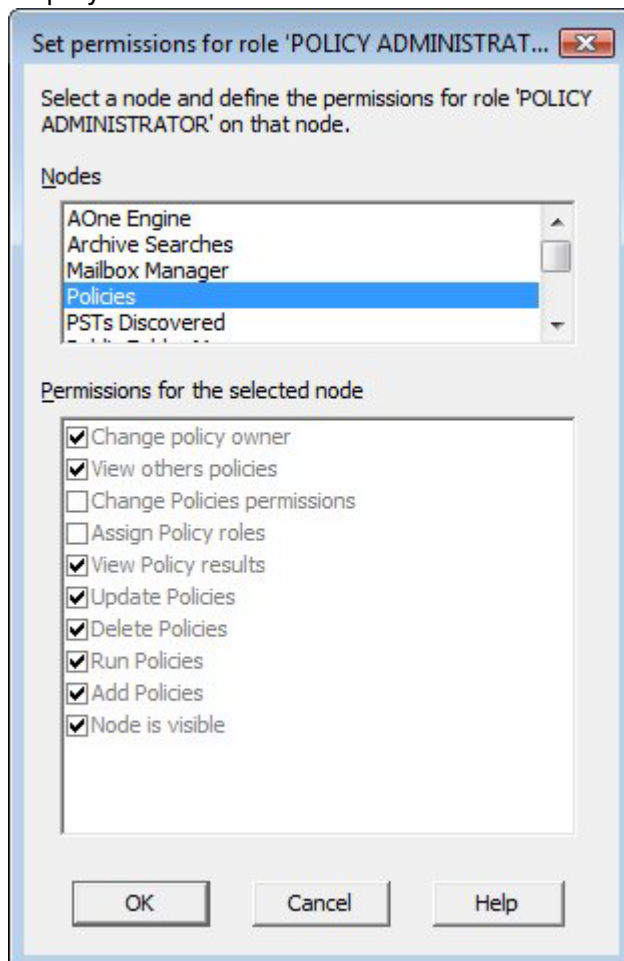 Set permissions for role 'POLICY ADMINISTRAT...
Select a node and define the permissions for role 'POLICY
ADMINISTRATOR' on that node.
Nodes
AOne Engine
Archive Searches
Mailbox Manager
Policies
PSTs Discovered
Permissions for the selected node
Change policy owner
View others policies
Change Policies permissions
Assign Policy roles
View Policy results
Update Policies
Delete Policies
Run Policies
Add Policies
Node is visible
OK
Cancel
Help